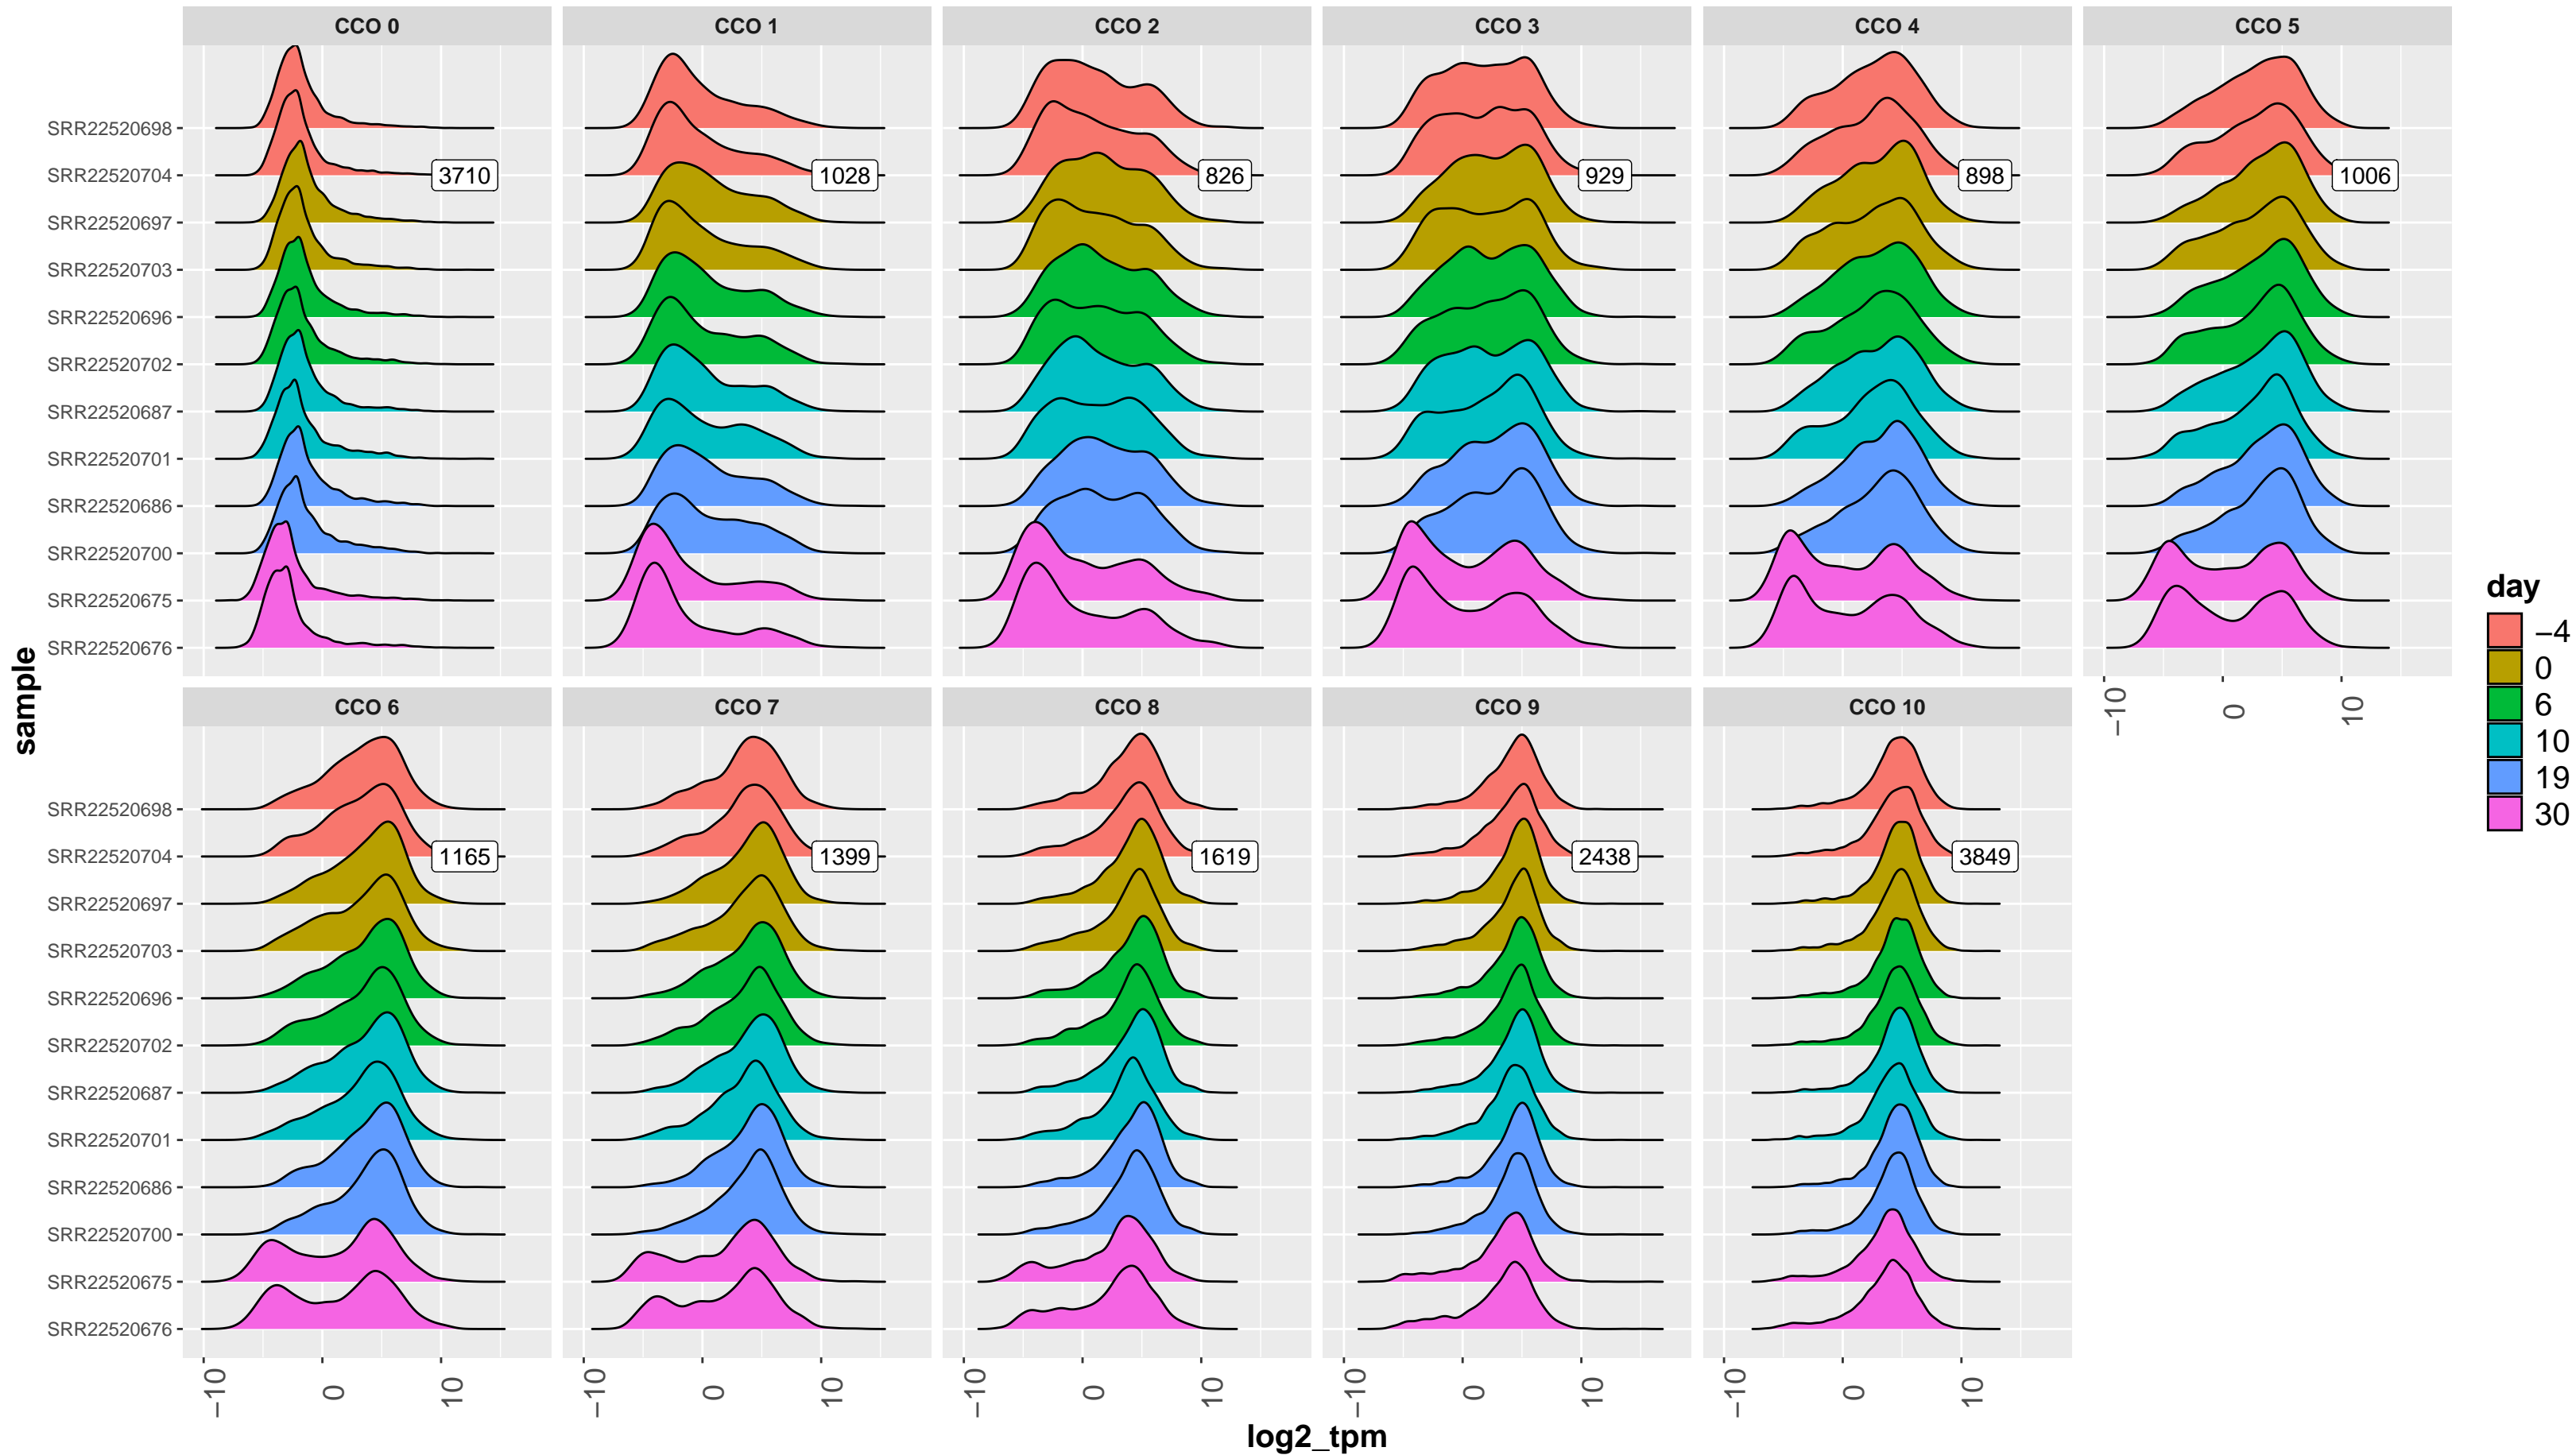 CCO 0
CCO 1
CCO 2
CCO 3
CCO 4
CCO 5
SRR22520698
SRR22520704
SRR22520697
SRR22520703
SRR22520696
SRR22520702
SRR22520687
SRR22520701
SRR22520686
SRR22520700
SRR22520675
SRR22520676
3710
1028
826
929
898
1006
−10
0
10
CCO 6
CCO 7
CCO 8
CCO 9
CCO 10
SRR22520698
SRR22520704
SRR22520697
SRR22520703
SRR22520696
SRR22520702
SRR22520687
SRR22520701
SRR22520686
SRR22520700
SRR22520675
SRR22520676
1165
1399
1619
2438
3849
−10
0
10
−10
0
10
−10
0
10
−10
0
10
−10
0
10
log2_tpm
sample
day
−4
0
6
10
19
30